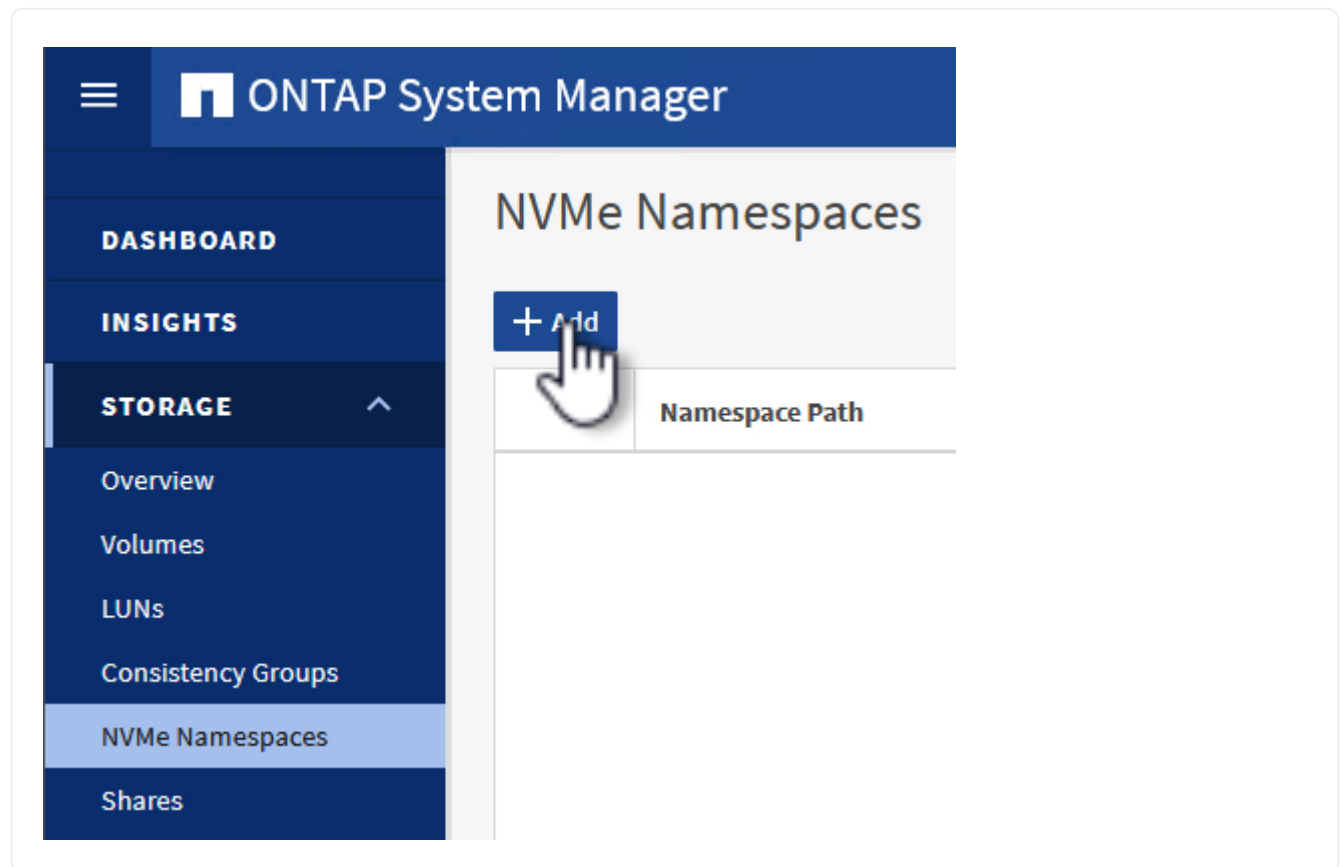 ONTAP System Manager
DASHBOARD
INSIGHTS
STORAGE
Overview
Volumes
LUNs
Consistency Groups
NVMe Namespaces
Shares
NVMe Namespaces
+ Add
Namespace Path